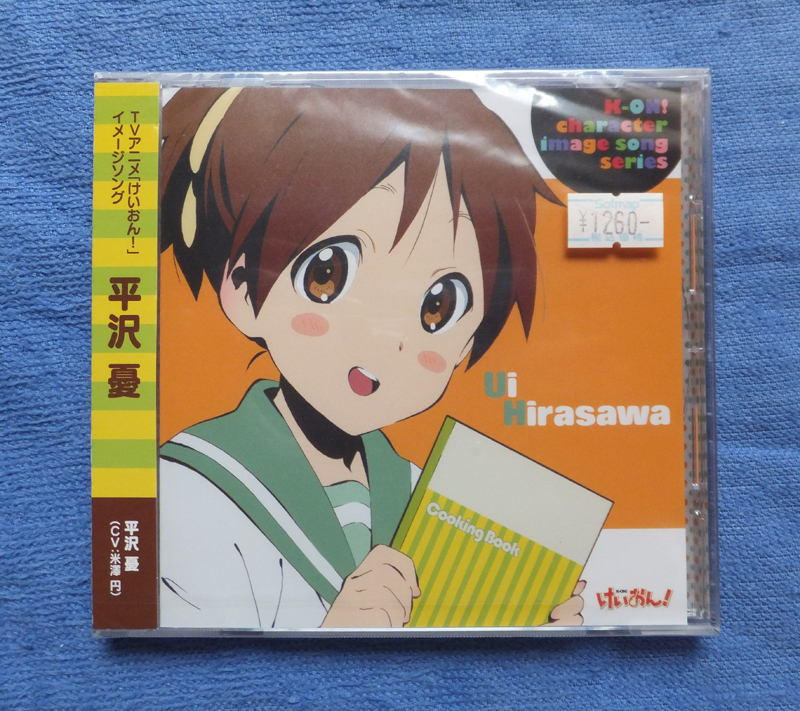 TVアニメ「けいおん!」
イメージソング
平沢 憂
平沢 憂
(CV:米澤 円)
K-ON!
character
image song
series
Sofmap
¥1260-
Ui
Hirasawa
Cooking Book
けいおん!